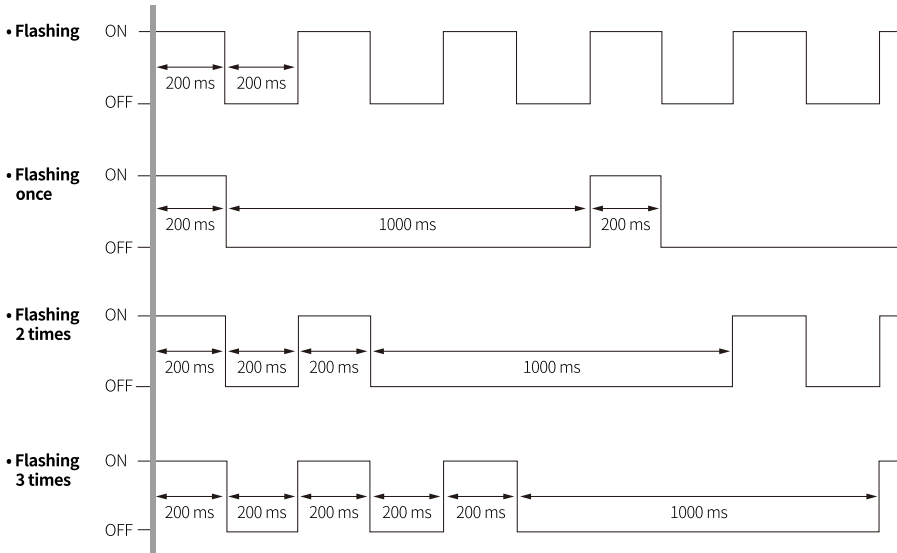 • Flashing ON
200 ms 200 ms
OFF
• Flashing ON
once
200 ms 1000 ms 200 ms
OFF
• Flashing ON
2 times
200 ms 200 ms 200 ms 1000 ms
OFF
• Flashing ON
3 times
200 ms 200 ms 200 ms 200 ms 200 ms 1000 ms
OFF